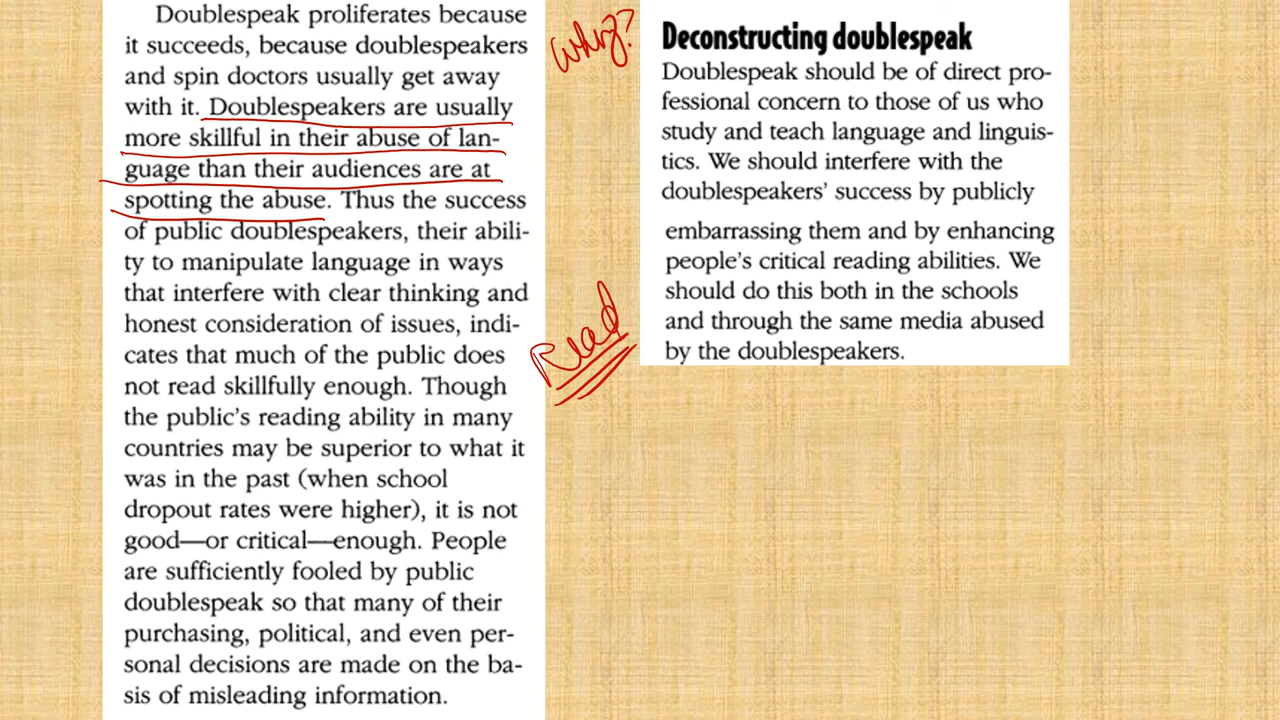 Doublespeak proliferates because
it succeeds, because doublespeakers
and spin doctors usually get away
with it. Doublespeakers are usually
more skillful in their abuse of lan-
guage than their audiences are at
spotting the abuse. Thus the success
of public doublespeakers, their abili-
ty to manipulate language in ways
that interfere with clear thinking and
honest consideration of issues, indi-
cates that much of the public does
not read skillfully enough. Though
the public's reading ability in many
countries may be superior to what it
was in the past (when school
dropout rates were higher), it is not
good—or critical—enough. People
are sufficiently fooled by public
doublespeak so that many of their
purchasing, political, and even per-
sonal decisions are made on the ba-
sis of misleading information.
Why?
Read
Deconstructing doublespeak
Doublespeak should be of direct pro-
fessional concern to those of us who
study and teach language and linguis-
tics. We should interfere with the
doublespeakers' success by publicly
embarrassing them and by enhancing
people's critical reading abilities. We
should do this both in the schools
and through the same media abused
by the doublespeakers.